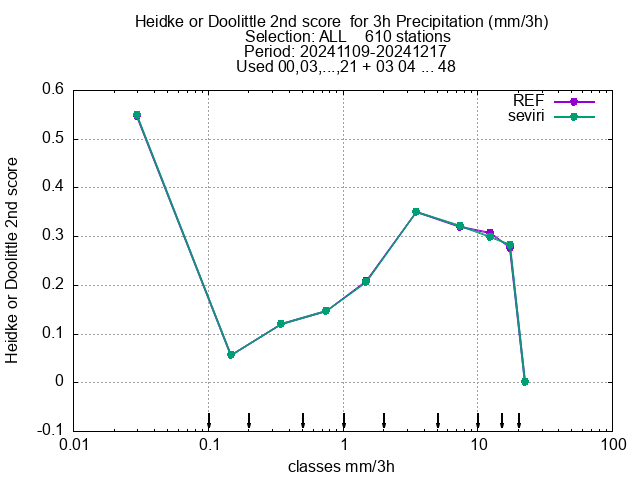 Heidke or Doolittle 2nd score  for 3h Precipitation (mm/3h)
Selection: ALL    610 stations
Period: 20241109-20241217
Used 00,03,...,21 + 03 04 ... 48
REF
seviri
Heidke or Doolittle 2nd score
0.6
0.5
0.4
0.3
0.2
0.1
0
-0.1
0.01 0.1 1 10 100
classes mm/3h